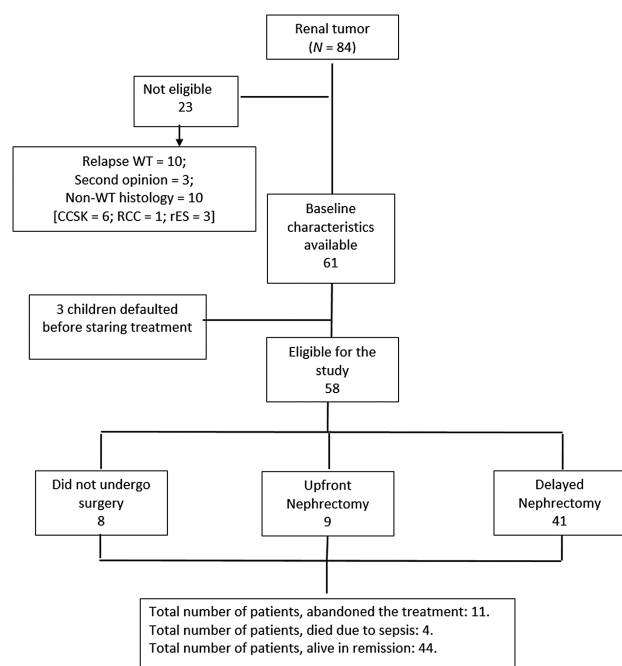 Renal tumor
(N = 84)
Not eligible
23
Relapse WT = 10;
Second opinion = 3;
Non-WT histology = 10
[CCSK = 6; RCC = 1; rES = 3]
Baseline
characteristics
available
61
3 children defaulted
before staring treatment
Eligible for the
study
58
Did not undergo
surgery
8
Upfront
Nephrectomy
9
Delayed
Nephrectomy
41
Total number of patients, abandoned the treatment: 11.
Total number of patients, died due to sepsis: 4.
Total number of patients, alive in remission: 44.